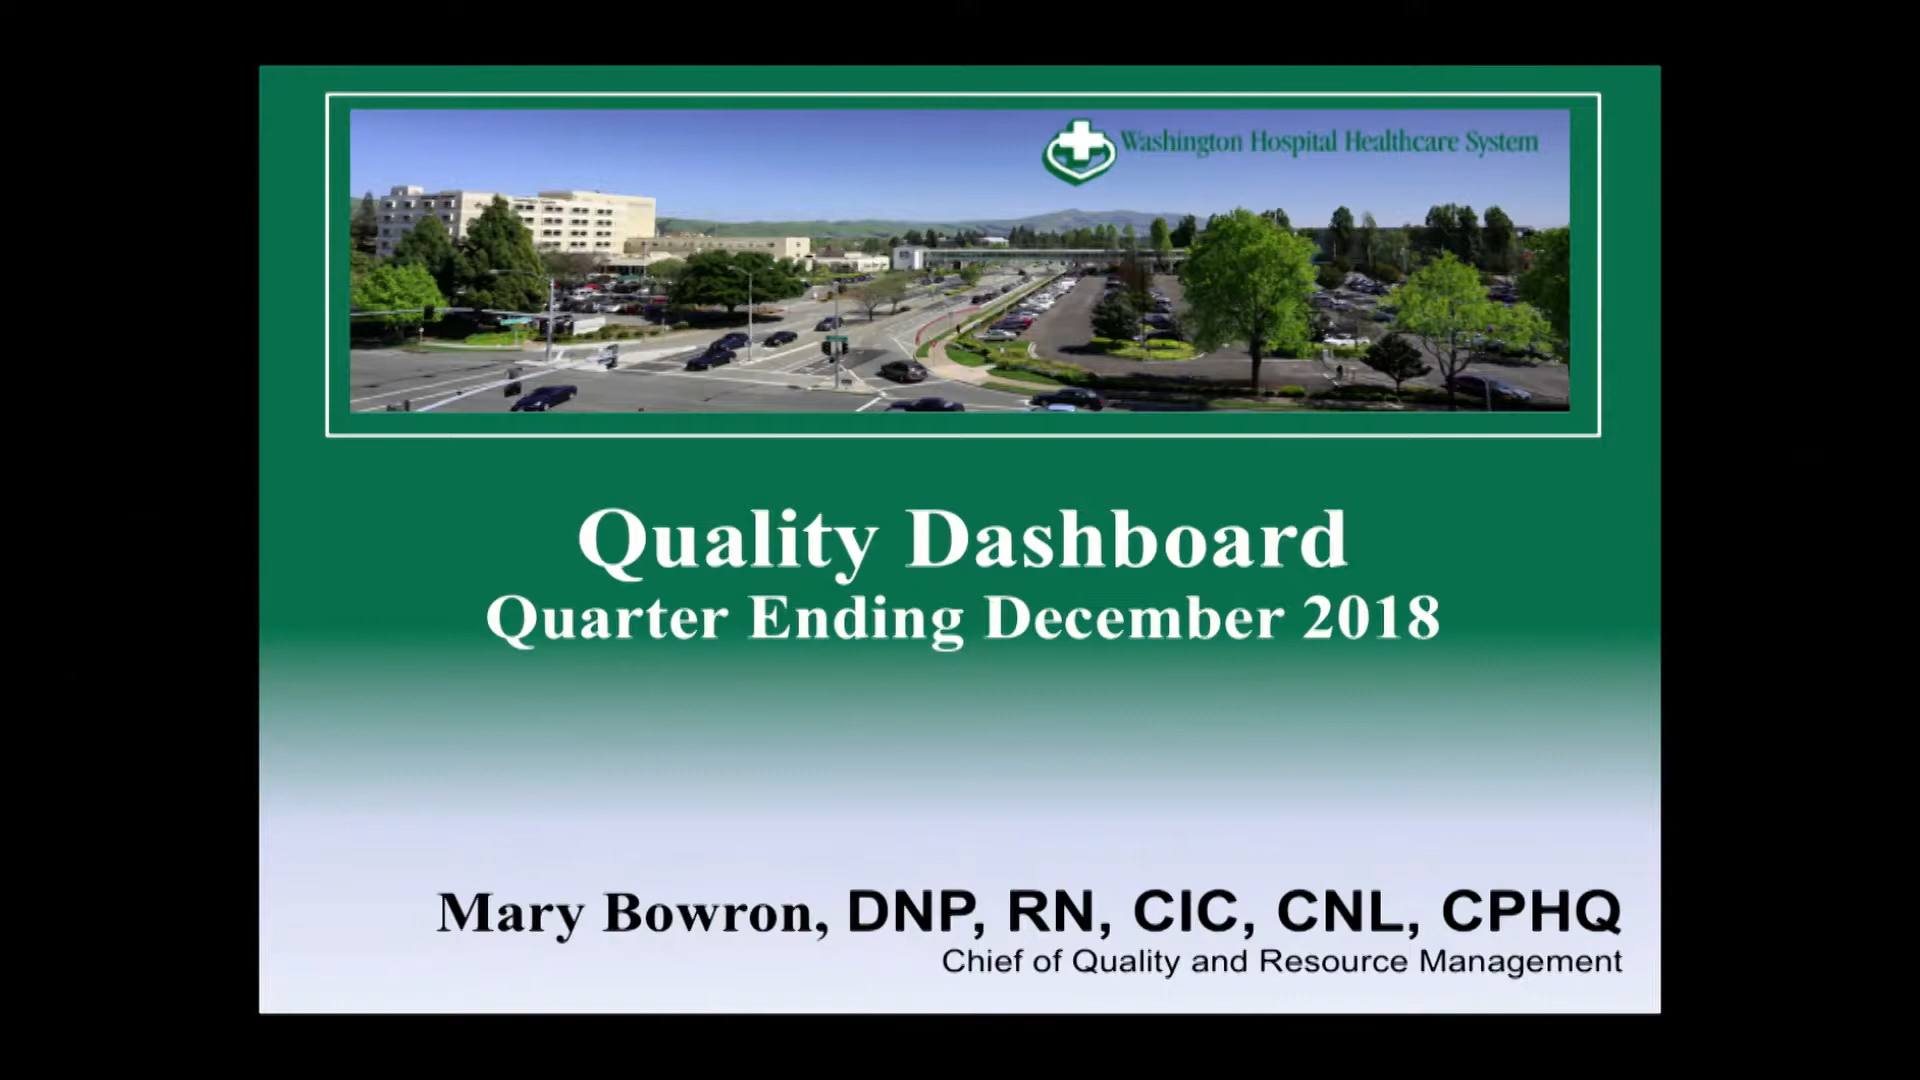 Washington Hospital Healthcare System
Quality Dashboard
Quarter Ending December 2018
Mary Bowron, DNP, RN, CIC, CNL, CPHQ
Chief of Quality and Resource Management